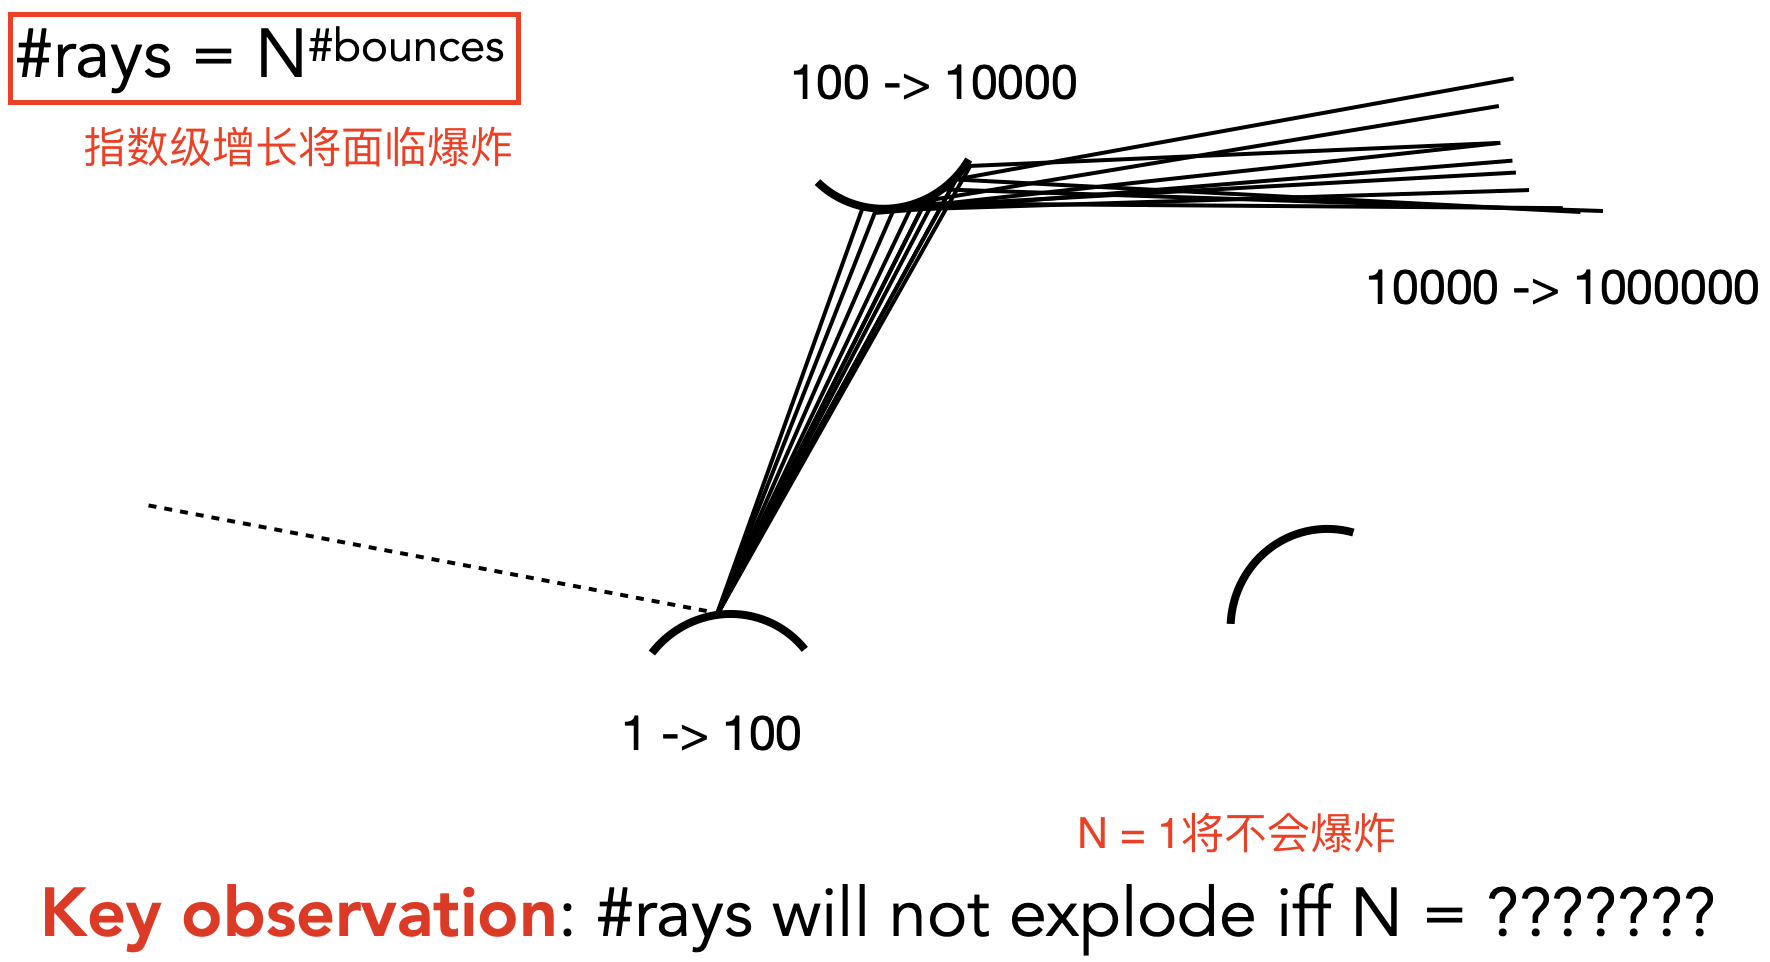 #rays = N^#bounces
指数级增长将面临爆炸
100 -> 10000
10000 -> 1000000
1 -> 100
N = 1将不会爆炸
Key observation: #rays will not explode iff N = ???????